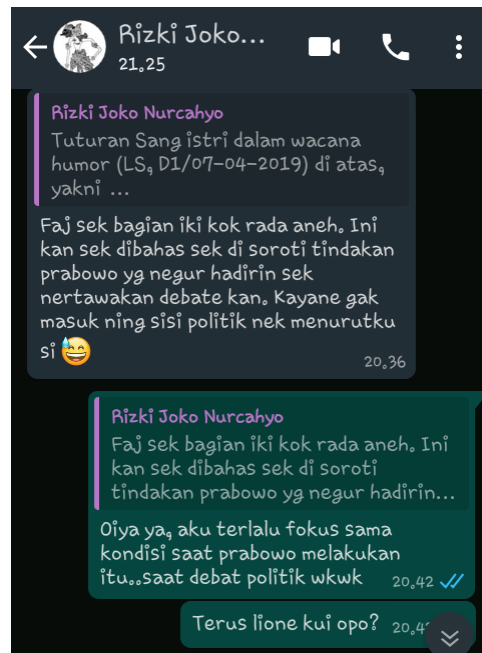 Rizki Joko...
21.25
Rizki Joko Nurcahyo
Tuturan Sang istri dalam wacana
humor (LS, D1/07-04-2019) di atas,
yakni ...
Faj sek bagian iki kok rada aneh. Ini
kan sek dibahas sek di soroti tindakan
prabowo yg negur hadirin sek
nertawakan debate kan. Kayane gak
masuk ning sisi politik nek menurutku
si 😅
20.36
Rizki Joko Nurcahyo
Faj sek bagian iki kok rada aneh. Ini
kan sek dibahas sek di soroti
tindakan prabowo yg negur hadirin...
Oiya ya, aku terlalu fokus sama
kondisi saat prabowo melakukan
itu..saat debat politik wkwk
20.42
Terus lione kui opo?